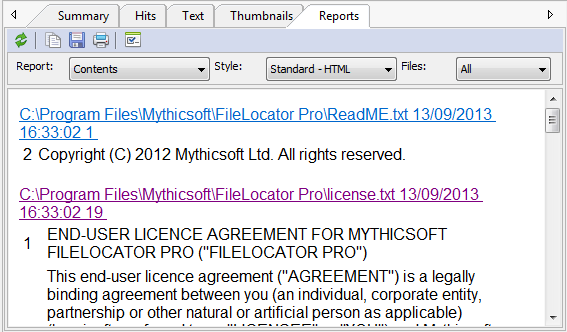 Summary Hits Text Thumbnails Reports
Report: Contents Style: Standard - HTML Files: All
C:\Program Files\Mythicsoft\FileLocator Pro\ReadME.txt 13/09/2013
16:33:02 1
2 Copyright (C) 2012 Mythicsoft Ltd. All rights reserved.
C:\Program Files\Mythicsoft\FileLocator Pro\license.txt 13/09/2013
16:33:02 19
1 END-USER LICENCE AGREEMENT FOR MYTHICSOFT
FILELOCATOR PRO ("FILELOCATOR PRO")
This end-user licence agreement ("AGREEMENT") is a legally
binding agreement between you (an individual, corporate entity,
partnership or other natural or artificial person as applicable)